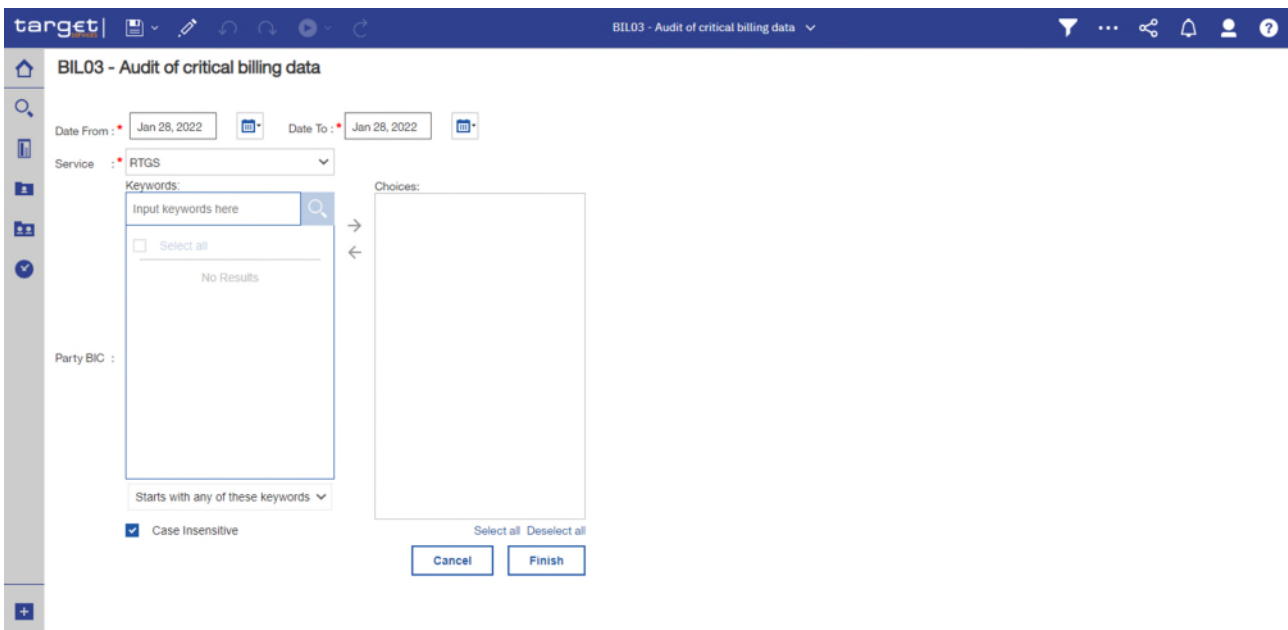 target| BIL03 - Audit of critical billing data
SERVICES
BIL03 - Audit of critical billing data
Date From : * Jan 28, 2022 Date To : * Jan 28, 2022
Service : * RTGS
Keywords: Choices:
Input keywords here
Select all
No Results
Party BIC :
Starts with any of these keywords
Case Insensitive Select all Deselect all
Cancel Finish